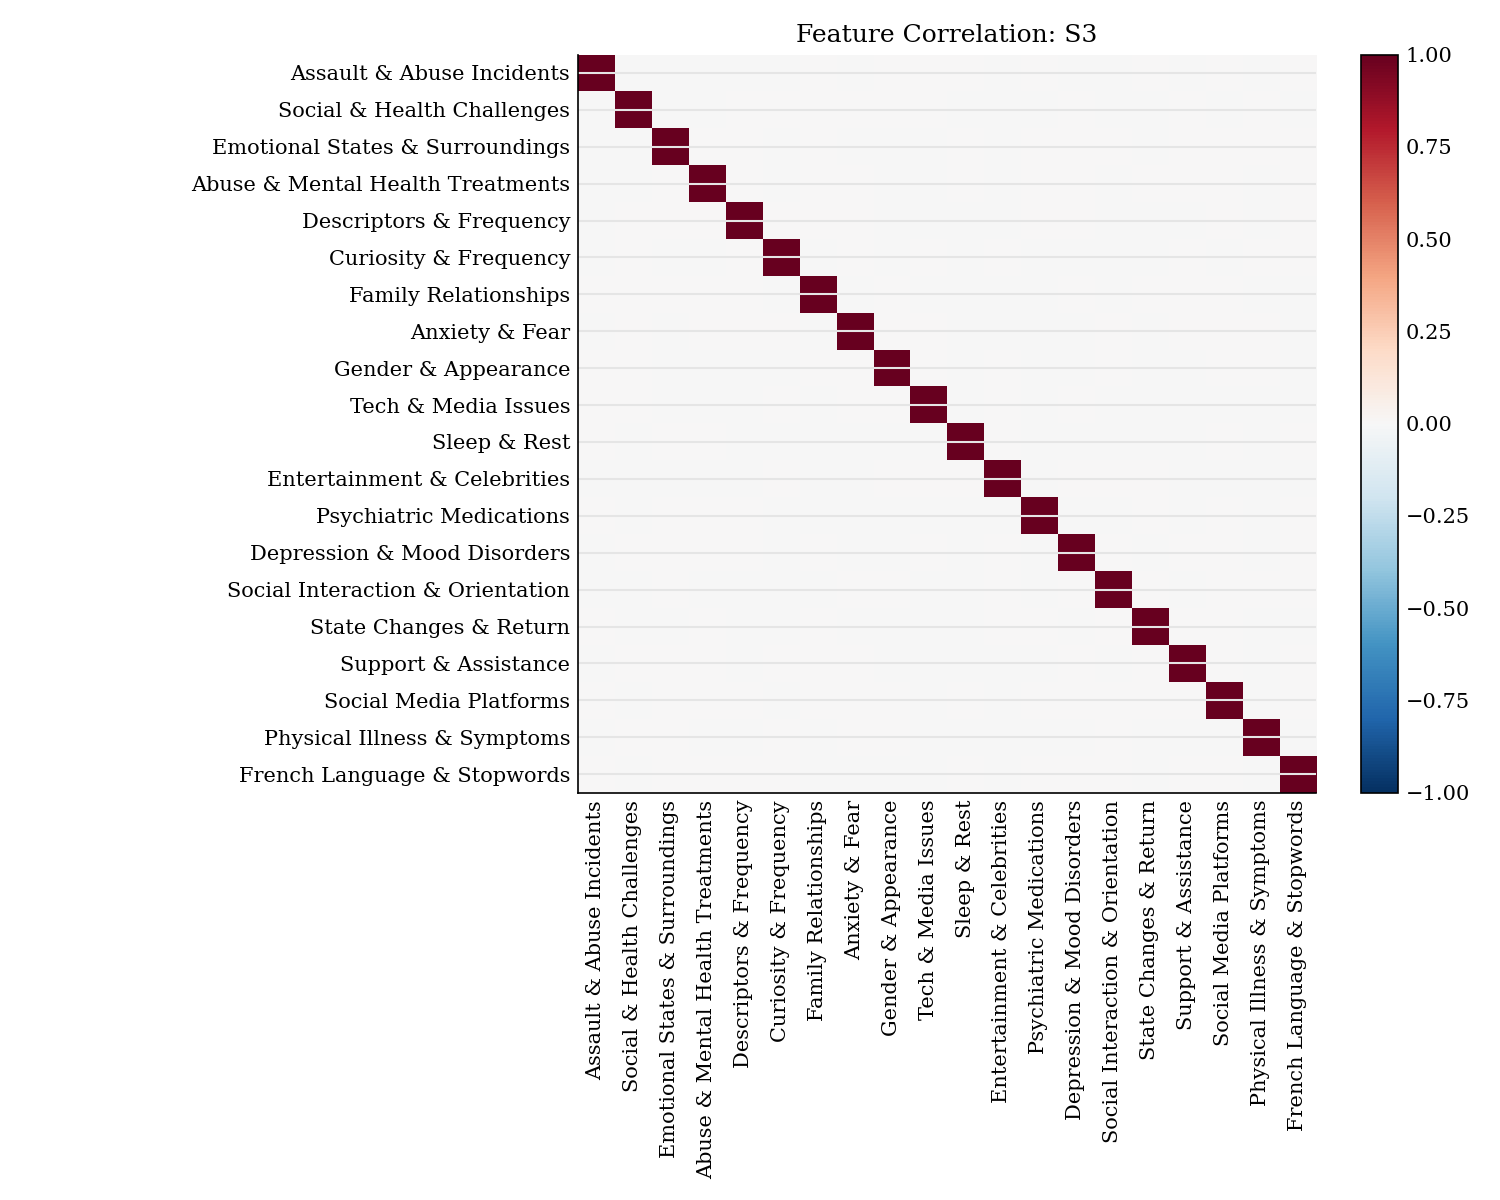 Feature Correlation: S3
Assault & Abuse Incidents
Social & Health Challenges
Emotional States & Surroundings
Abuse & Mental Health Treatments
Descriptors & Frequency
Curiosity & Frequency
Family Relationships
Anxiety & Fear
Gender & Appearance
Tech & Media Issues
Sleep & Rest
Entertainment & Celebrities
Psychiatric Medications
Depression & Mood Disorders
Social Interaction & Orientation
State Changes & Return
Support & Assistance
Social Media Platforms
Physical Illness & Symptoms
French Language & Stopwords
1.00
0.75
0.50
0.25
0.00
−0.25
−0.50
−0.75
−1.00
Assault & Abuse Incidents
Social & Health Challenges
Emotional States & Surroundings
Abuse & Mental Health Treatments
Descriptors & Frequency
Curiosity & Frequency
Family Relationships
Anxiety & Fear
Gender & Appearance
Tech & Media Issues
Sleep & Rest
Entertainment & Celebrities
Psychiatric Medications
Depression & Mood Disorders
Social Interaction & Orientation
State Changes & Return
Support & Assistance
Social Media Platforms
Physical Illness & Symptoms
French Language & Stopwords